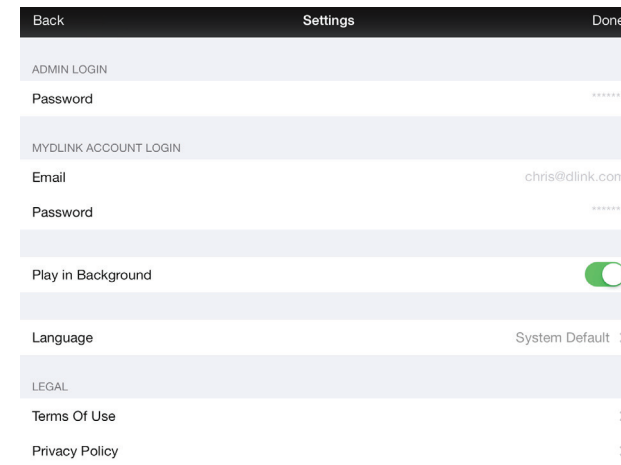 Back Settings Done
ADMIN LOGIN
Password ******
MYDLINK ACCOUNT LOGIN
Email chris@dlink.com
Password ******
Play in Background
Language System Default
LEGAL
Terms Of Use
Privacy Policy